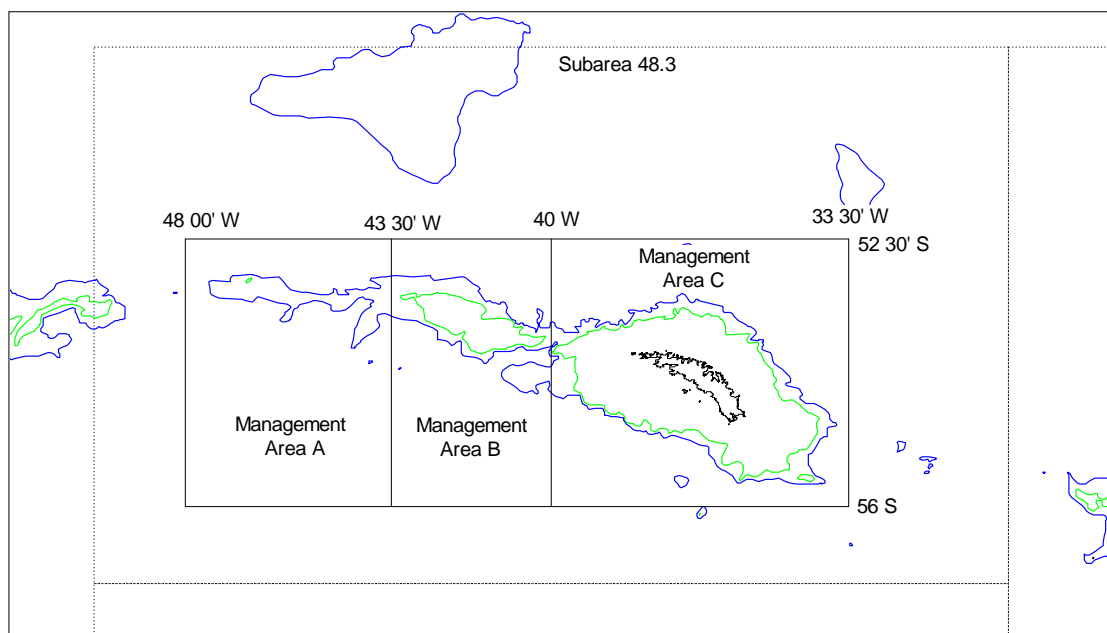 Subarea 48.3
48 00' W
43 30' W
40 W
33 30' W
52 30' S
Management
Area C
Management
Area A
Management
Area B
56 S